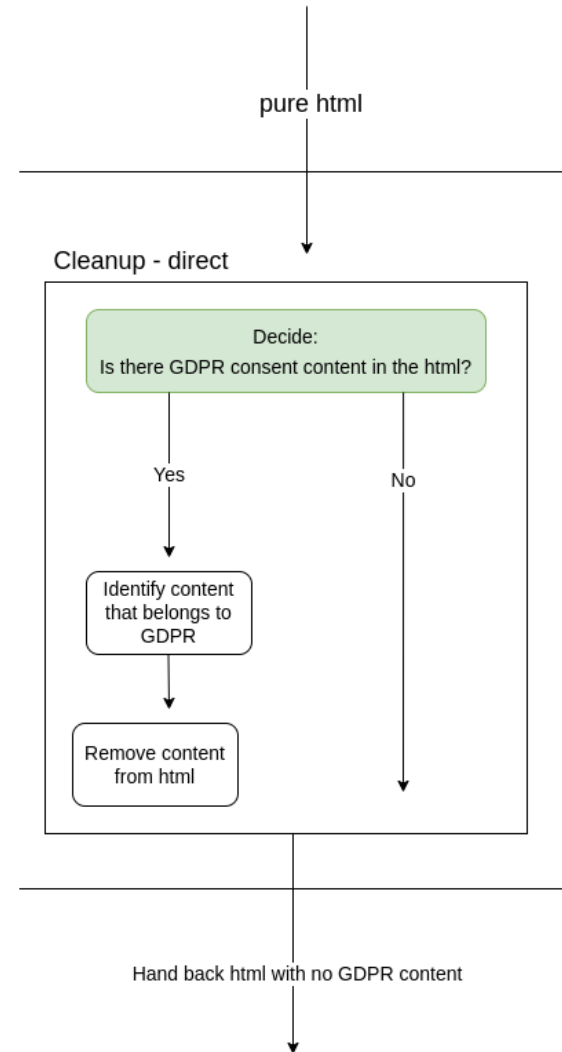 pure html
Cleanup - direct
Decide:
Is there GDPR consent content in the html?
Yes
No
Identify content
that belongs to
GDPR
Remove content
from html
Hand back html with no GDPR content